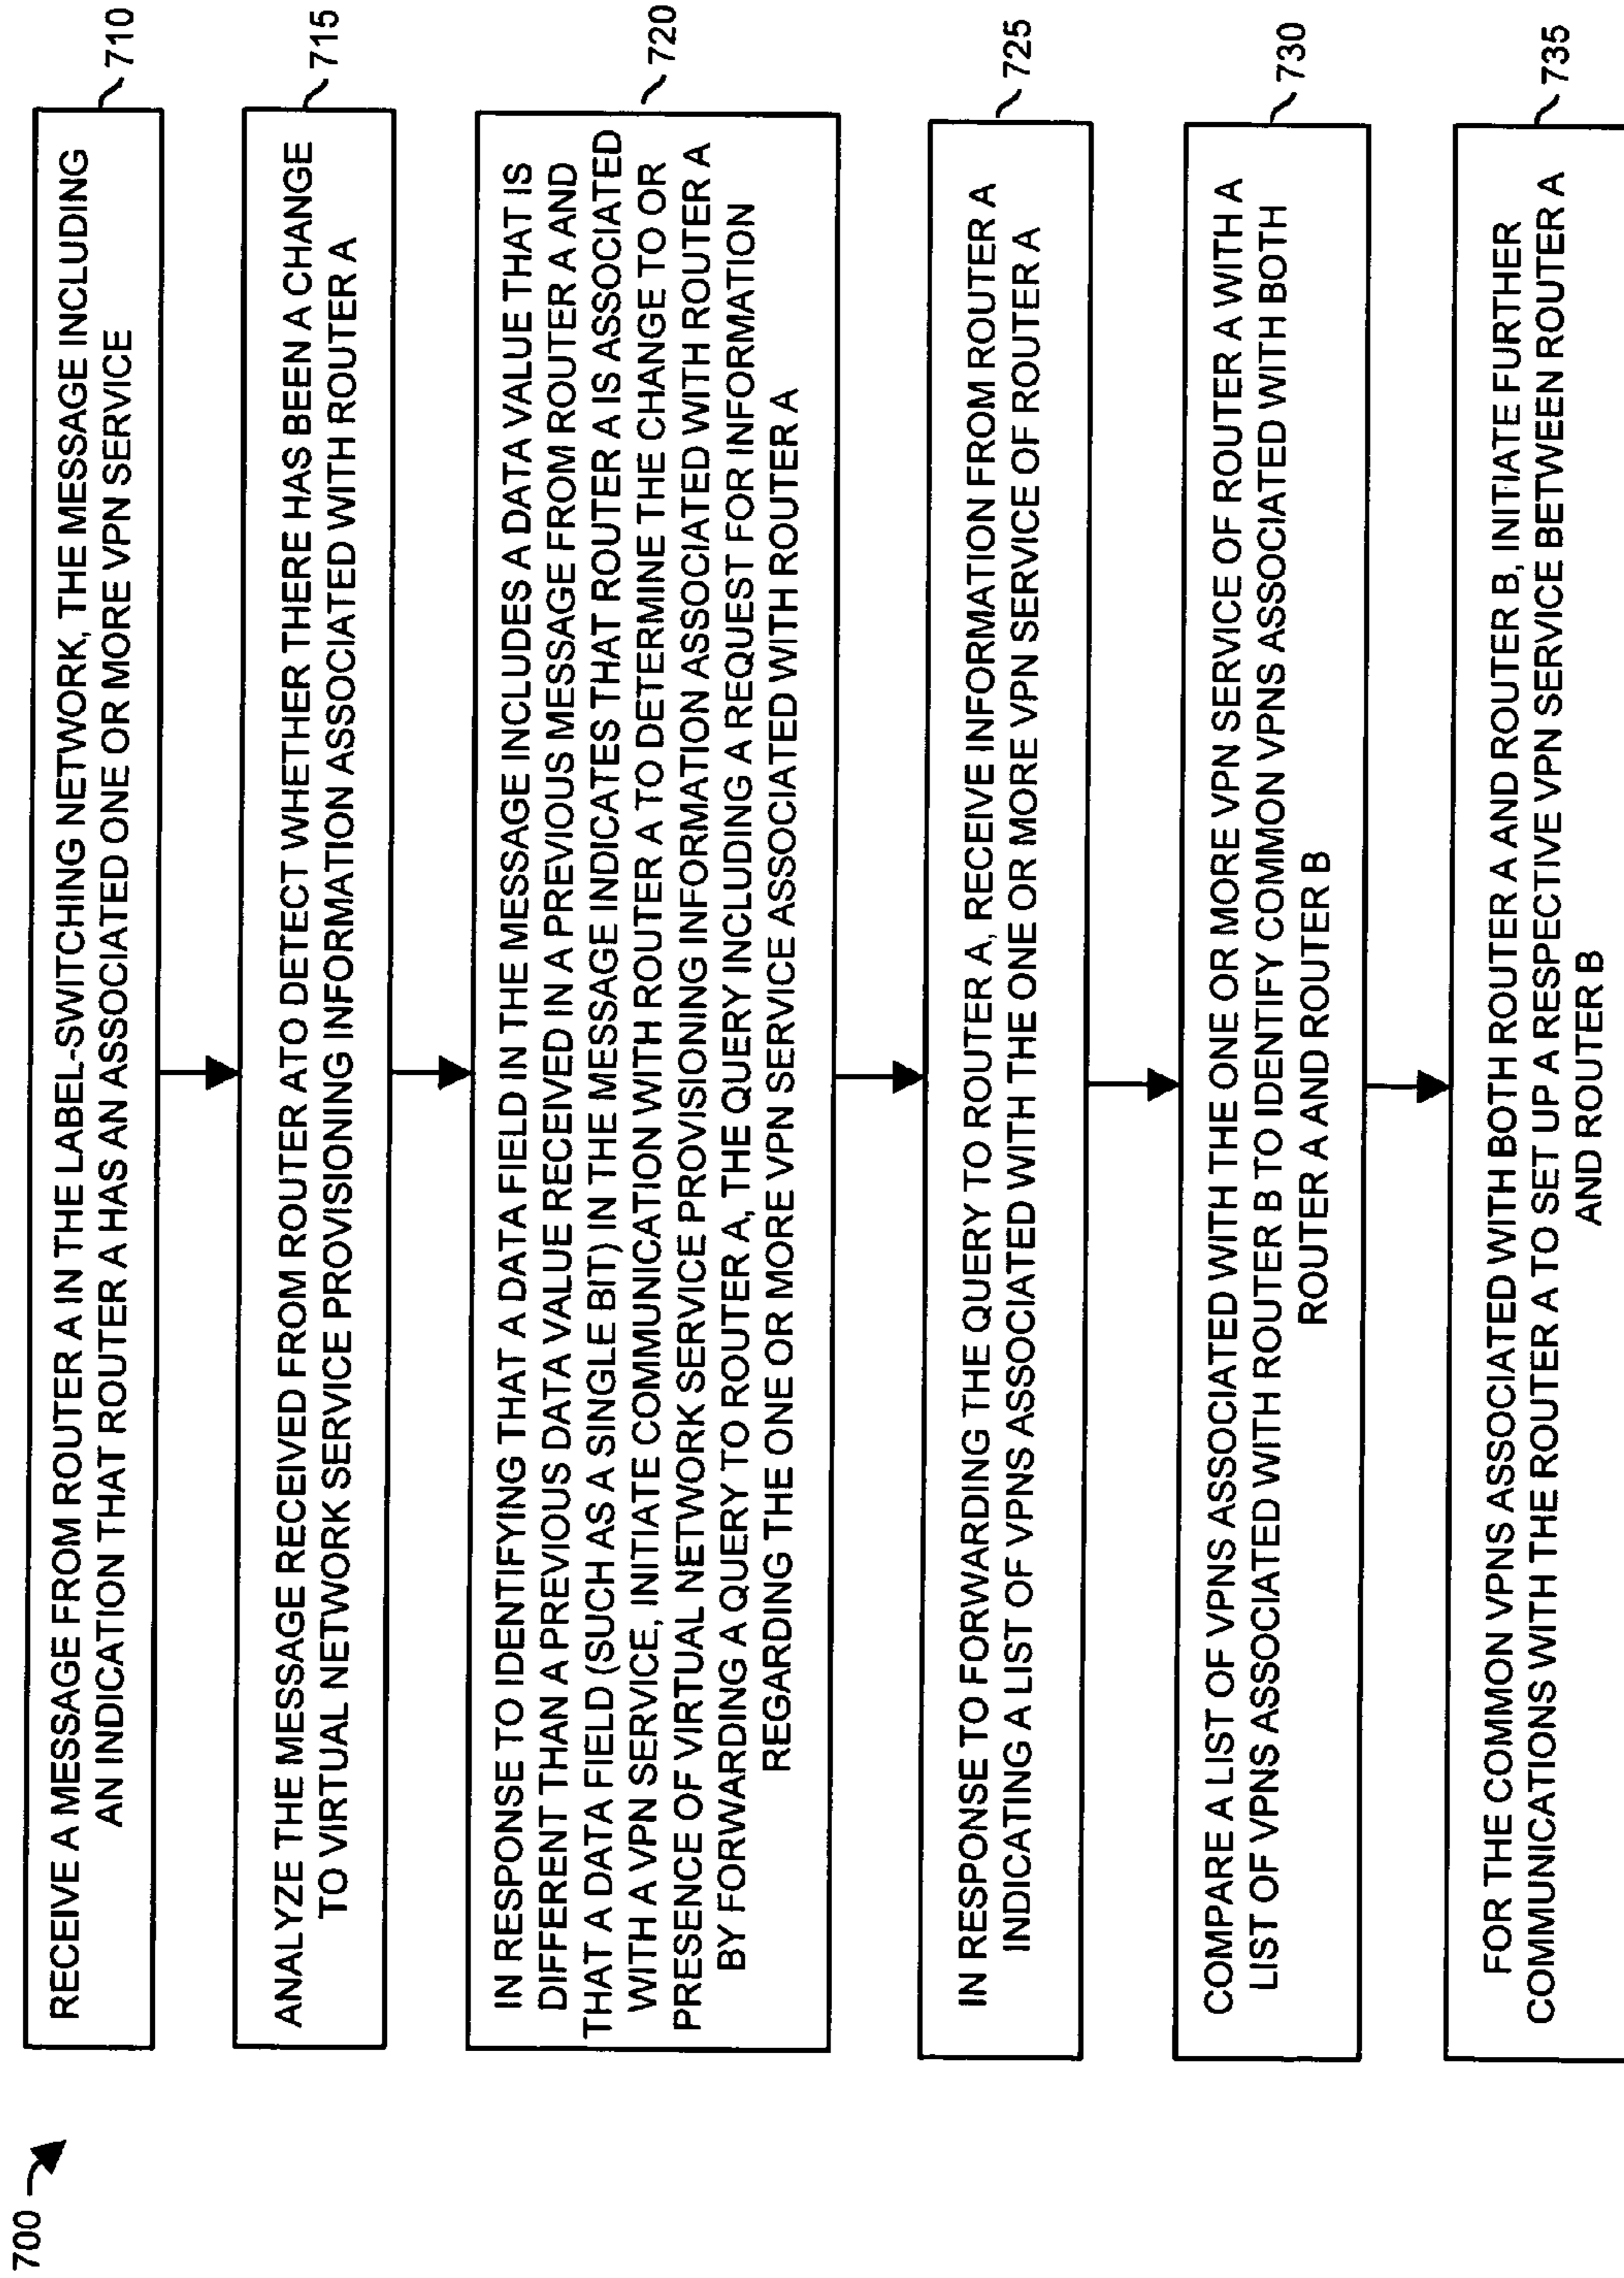 700
RECEIVE A MESSAGE FROM ROUTER A IN THE LABEL-SWITCHING NETWORK, THE MESSAGE INCLUDING
AN INDICATION THAT ROUTER A HAS AN ASSOCIATED ONE OR MORE VPN SERVICE
710
ANALYZE THE MESSAGE RECEIVED FROM ROUTER ATO DETECT WHETHER THERE HAS BEEN A CHANGE
TO VIRTUAL NETWORK SERVICE PROVISIONING INFORMATION ASSOCIATED WITH ROUTER A
715
IN RESPONSE TO IDENTIFYING THAT A DATA FIELD IN THE MESSAGE INCLUDES A DATA VALUE THAT IS
DIFFERENT THAN A PREVIOUS DATA VALUE RECEIVED IN A PREVIOUS MESSAGE FROM ROUTER A AND
THAT A DATA FIELD (SUCH AS A SINGLE BIT) IN THE MESSAGE INDICATES THAT ROUTER A IS ASSOCIATED
WITH A VPN SERVICE, INITIATE COMMUNICATION WITH ROUTER A TO DETERMINE THE CHANGE TO OR
PRESENCE OF VIRTUAL NETWORK SERVICE PROVISIONING INFORMATION ASSOCIATED WITH ROUTER A
BY FORWARDING A QUERY TO ROUTER A, THE QUERY INCLUDING A REQUEST FOR INFORMATION
REGARDING THE ONE OR MORE VPN SERVICE ASSOCIATED WITH ROUTER A
720
IN RESPONSE TO FORWARDING THE QUERY TO ROUTER A, RECEIVE INFORMATION FROM ROUTER A
INDICATING A LIST OF VPNS ASSOCIATED WITH THE ONE OR MORE VPN SERVICE OF ROUTER A
725
COMPARE A LIST OF VPNS ASSOCIATED WITH THE ONE OR MORE VPN SERVICE OF ROUTER A WITH A
LIST OF VPNS ASSOCIATED WITH ROUTER B TO IDENTIFY COMMON VPNS ASSOCIATED WITH BOTH
ROUTER A AND ROUTER B
730
FOR THE COMMON VPNS ASSOCIATED WITH BOTH ROUTER A AND ROUTER B, INITIATE FURTHER
COMMUNICATIONS WITH THE ROUTER A TO SET UP A RESPECTIVE VPN SERVICE BETWEEN ROUTER A
AND ROUTER B
735